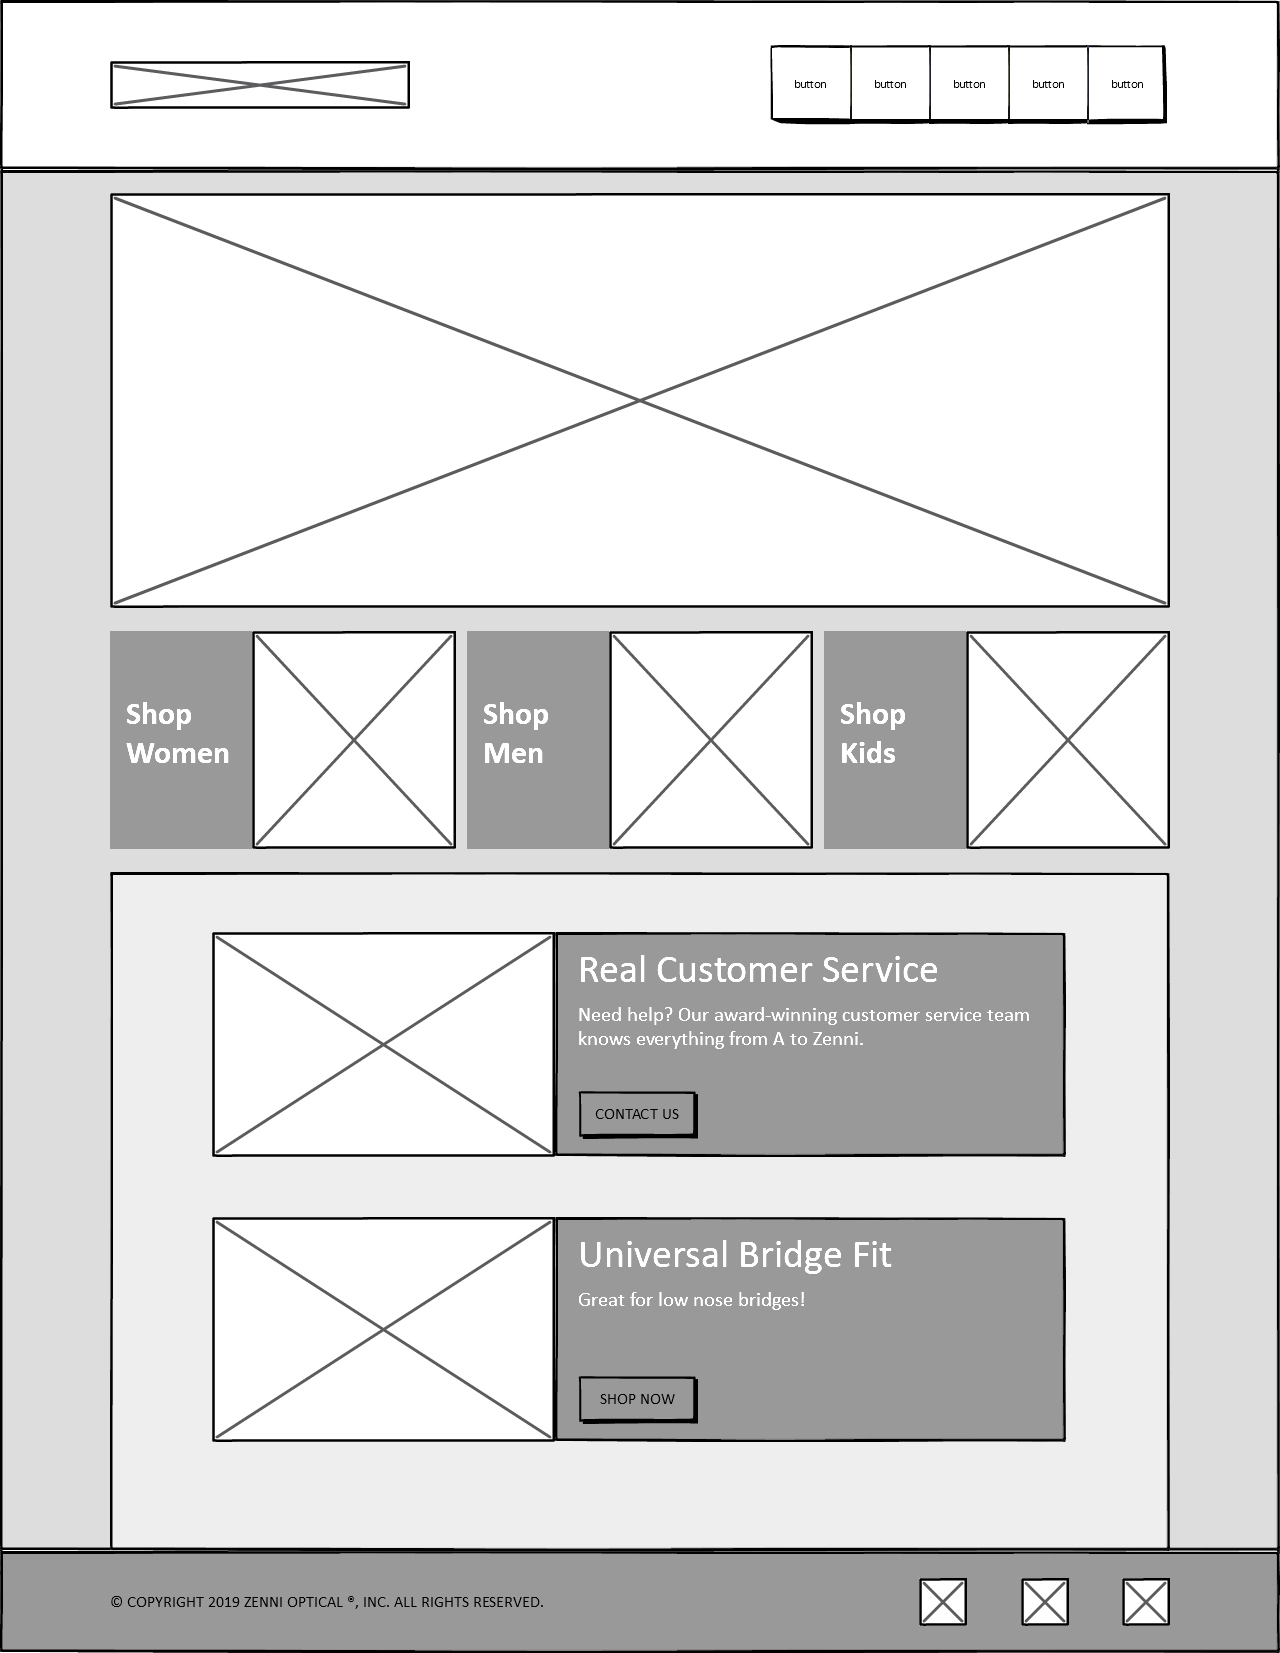 button button button button button
Shop
Women
Shop
Men
Shop
Kids
Real Customer Service
Need help? Our award-winning customer service team
knows everything from A to Zenni.
CONTACT US
Universal Bridge Fit
Great for low nose bridges!
SHOP NOW
© COPYRIGHT 2019 ZENNI OPTICAL ®, INC. ALL RIGHTS RESERVED.